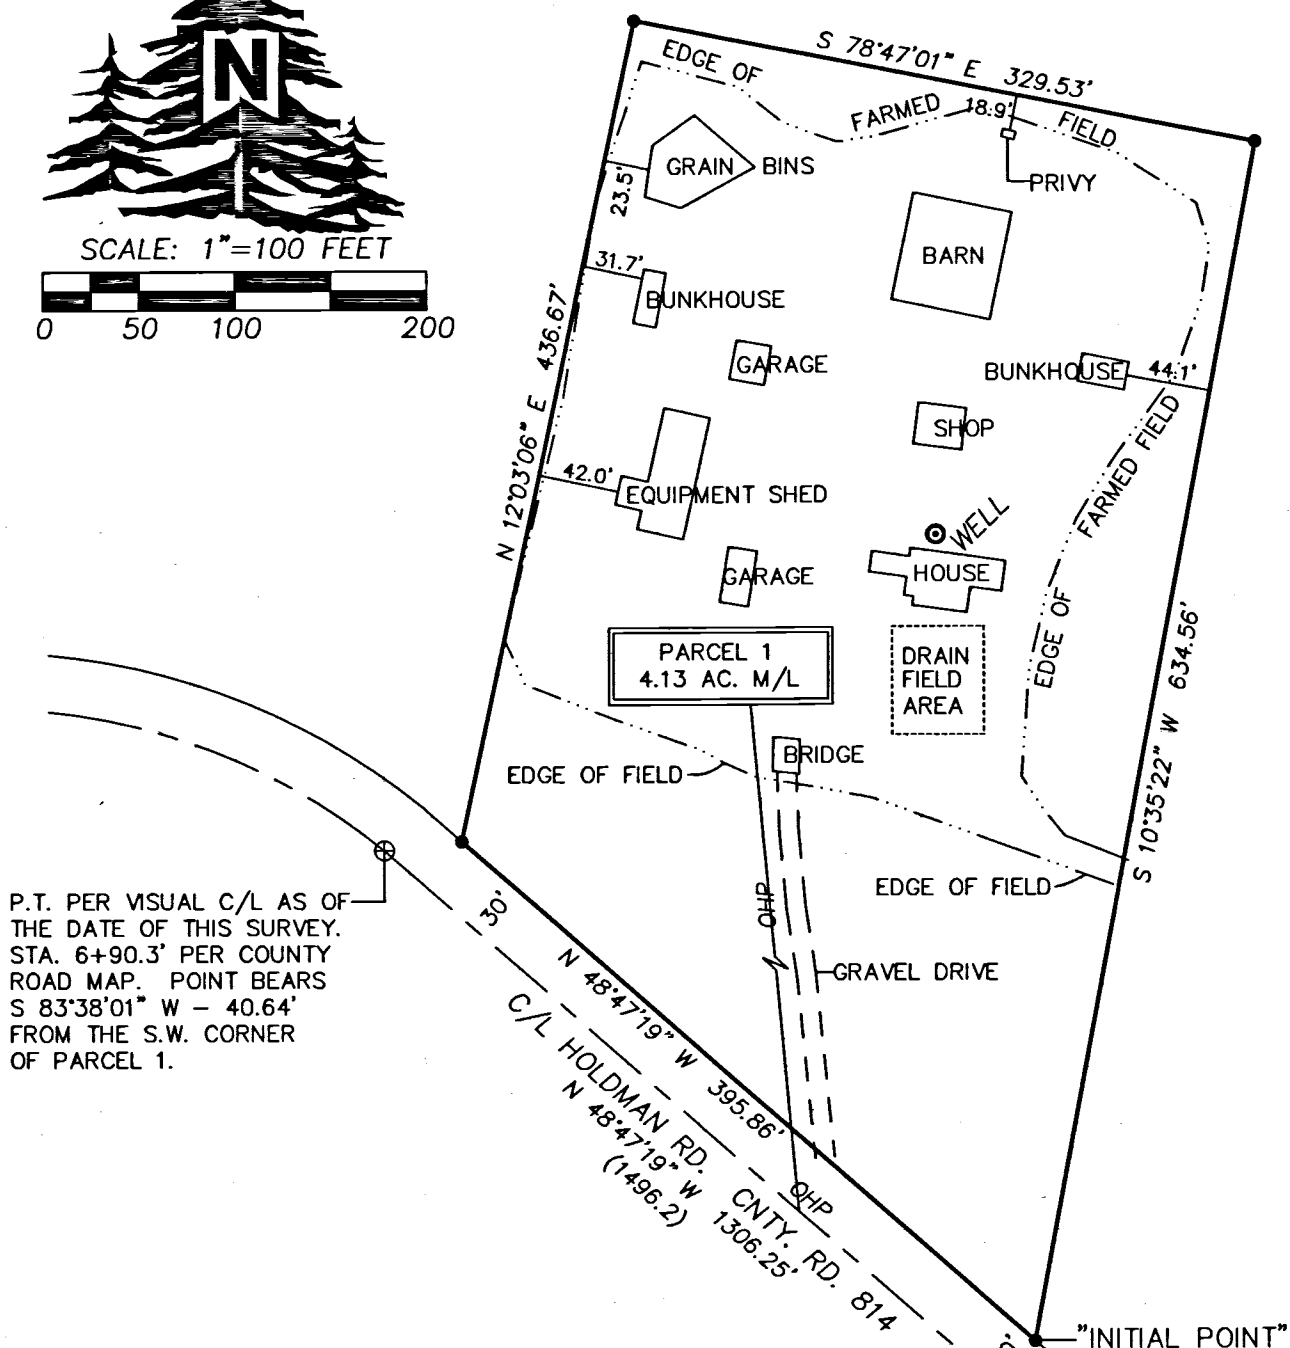 N
SCALE: 1"=100 FEET
0 50 100 200
S 78°47'01" E 329.53'
EDGE OF FARMED FIELD
18.9'
PRIVY
GRAIN BINS
23.5'
BARN
31.7'
BUNKHOUSE
N 12°03'06" E 436.67'
GARAGE
BUNKHOUSE
44.1'
SHOP
EDGE OF FARMED FIELD
42.0'
EQUIPMENT SHED
WELL
GARAGE
HOUSE
PARCEL 1
4.13 AC. M/L
DRAIN
FIELD
AREA
S 10°35'22" W 634.56'
BRIDGE
EDGE OF FIELD
EDGE OF FIELD
OHP
GRAVEL DRIVE
P.T. PER VISUAL C/L AS OF
THE DATE OF THIS SURVEY.
STA. 6+90.3' PER COUNTY
ROAD MAP. POINT BEARS
S 83°38'01" W - 40.64'
FROM THE S.W. CORNER
OF PARCEL 1.
30'
N 48°47'19" W 395.86'
C/L HOLDMAN RD. CNTY. RD. 814
N 48°47'19" W 1306.25'
(1496.2)
OHP
"INITIAL POINT"